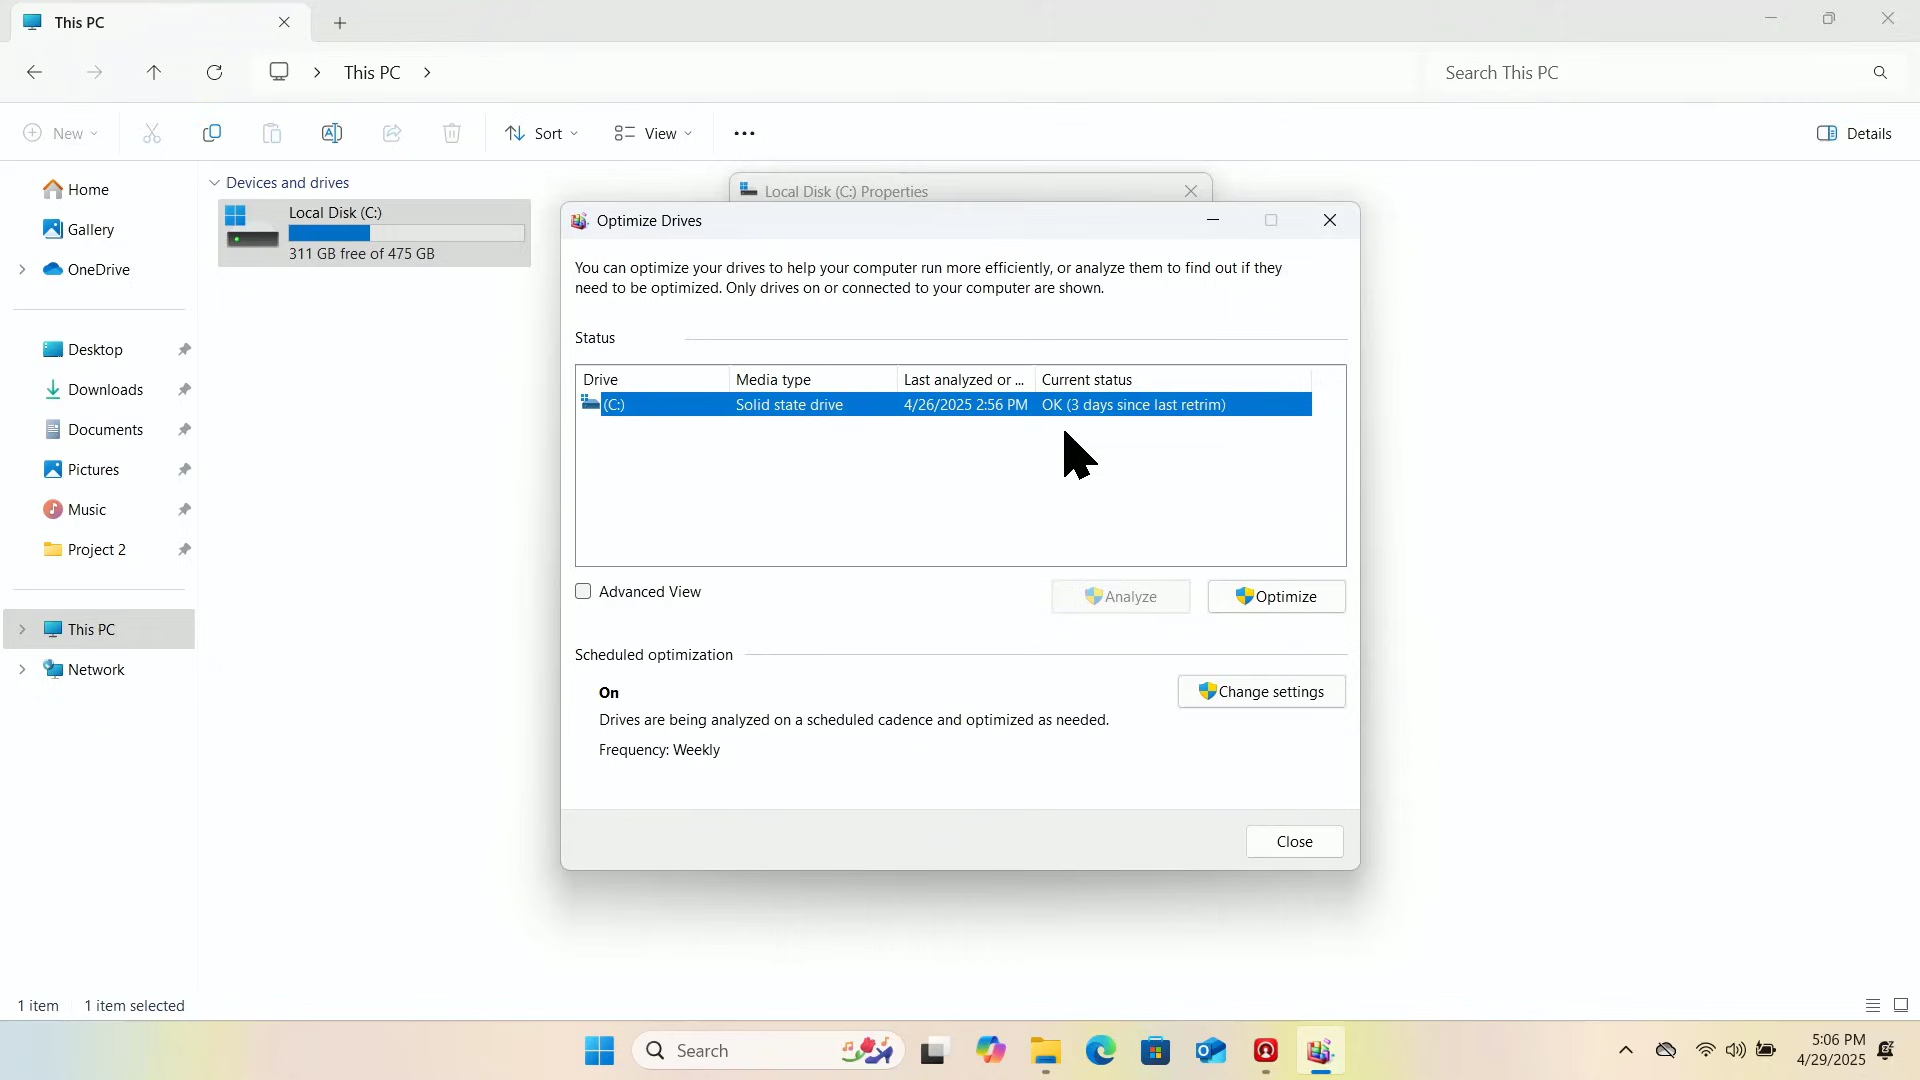 This PC
This PC
Search This PC
New
Sort
View
Details
Home
Gallery
OneDrive
Desktop
Downloads
Documents
Pictures
Music
Project 2
This PC
Network
Devices and drives
Local Disk (C:)
311 GB free of 475 GB
Local Disk (C:) Properties
Optimize Drives
You can optimize your drives to help your computer run more efficiently, or analyze them to find out if they
need to be optimized. Only drives on or connected to your computer are shown.
Status
Drive Media type Last analyzed or ... Current status
(C:) Solid state drive 4/26/2025 2:56 PM OK (3 days since last retrim)
Advanced View
Analyze
Optimize
Scheduled optimization
On
Change settings
Drives are being analyzed on a scheduled cadence and optimized as needed.
Frequency: Weekly
Close
1 item 1 item selected
Search
5:06 PM
4/29/2025